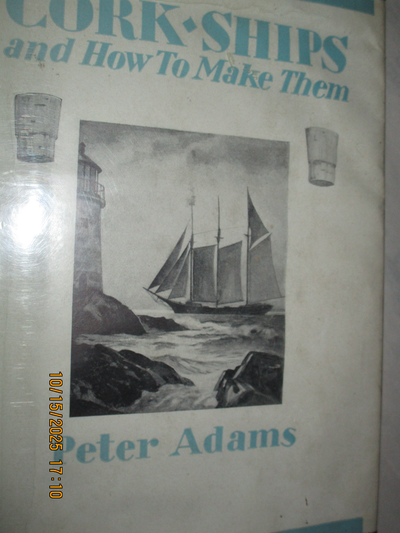 CORK·SHIPS
and How To Make Them
Peter Adams
10/15/2025 17:10